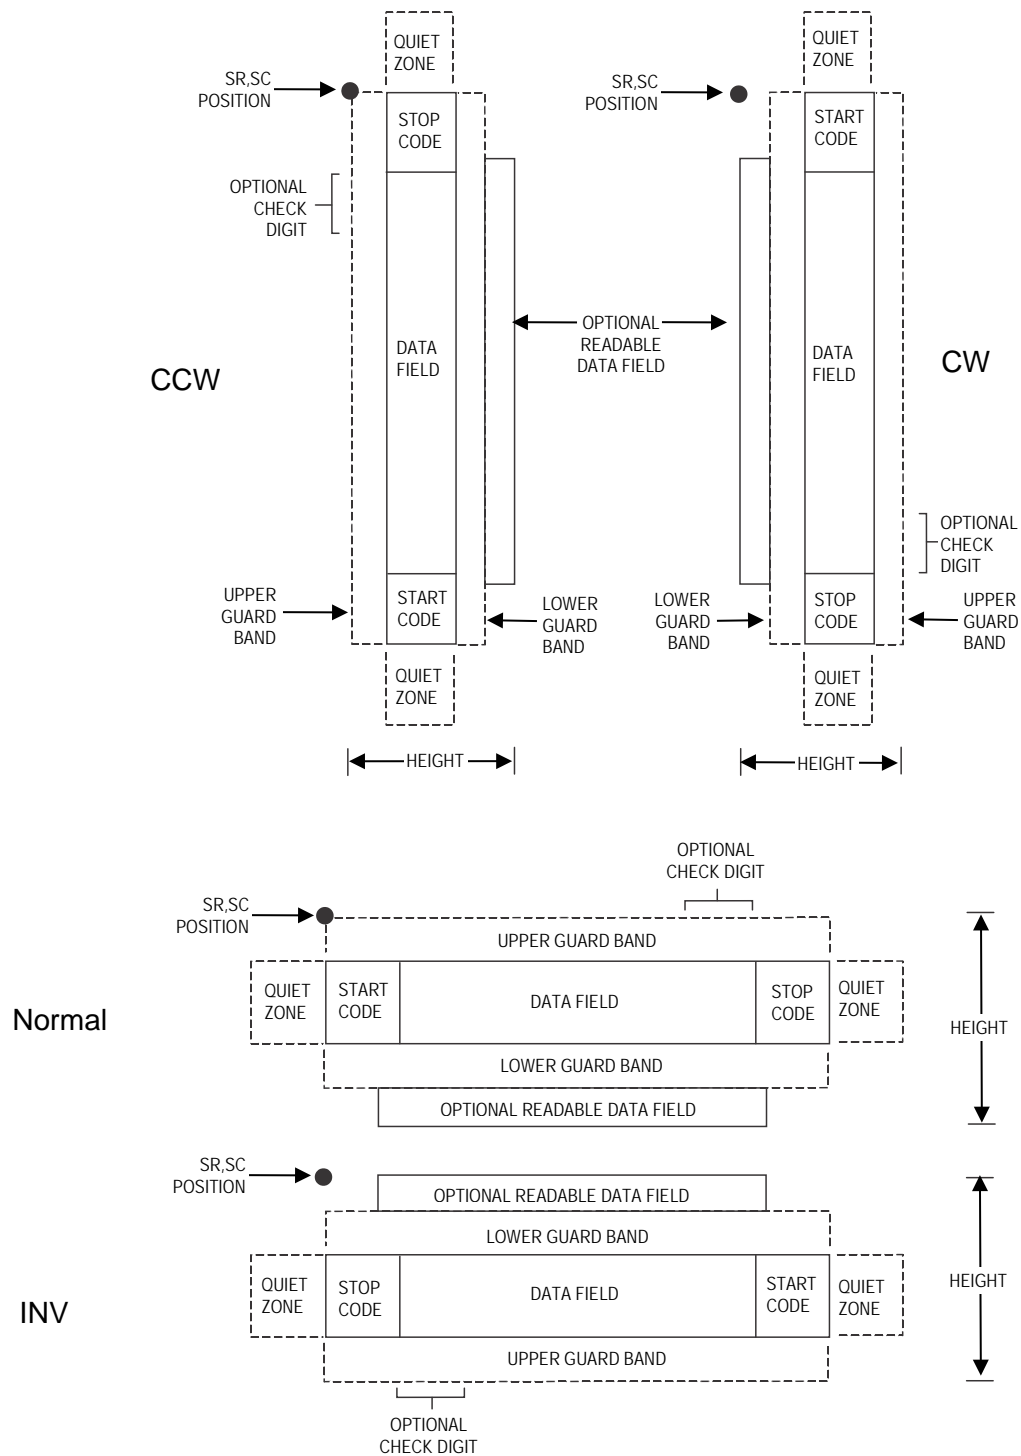 QUIET
ZONE
SR,SC
POSITION
STOP
CODE
OPTIONAL
CHECK
DIGIT
DATA
FIELD
CCW
UPPER
GUARD
BAND
START
CODE
LOWER
GUARD
BAND
QUIET
ZONE
HEIGHT
OPTIONAL
READABLE
DATA FIELD
QUIET
ZONE
SR,SC
POSITION
START
CODE
DATA
FIELD
CW
OPTIONAL
CHECK
DIGIT
LOWER
GUARD
BAND
STOP
CODE
UPPER
GUARD
BAND
QUIET
ZONE
HEIGHT
OPTIONAL
CHECK DIGIT
SR,SC
POSITION
UPPER GUARD BAND
Normal
QUIET
ZONE
START
CODE
DATA FIELD
STOP
CODE
QUIET
ZONE
HEIGHT
LOWER GUARD BAND
OPTIONAL READABLE DATA FIELD
SR,SC
POSITION
OPTIONAL READABLE DATA FIELD
LOWER GUARD BAND
INV
QUIET
ZONE
STOP
CODE
DATA FIELD
START
CODE
QUIET
ZONE
HEIGHT
UPPER GUARD BAND
OPTIONAL
CHECK DIGIT